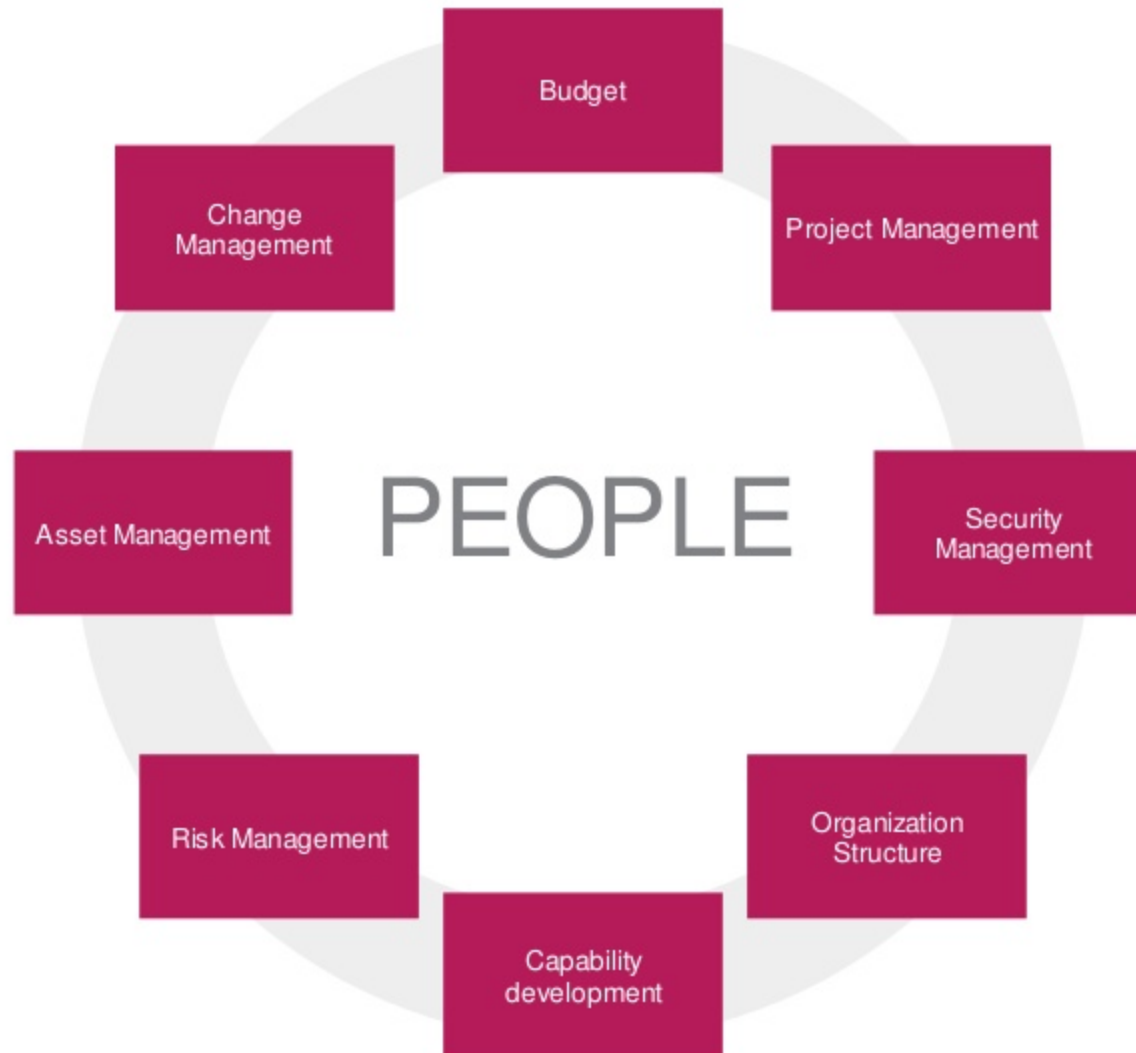 Budget
Project Management
Security
Management
Organization
Structure
Capability
development
Risk Management
Asset Management
Change
Management
PEOPLE